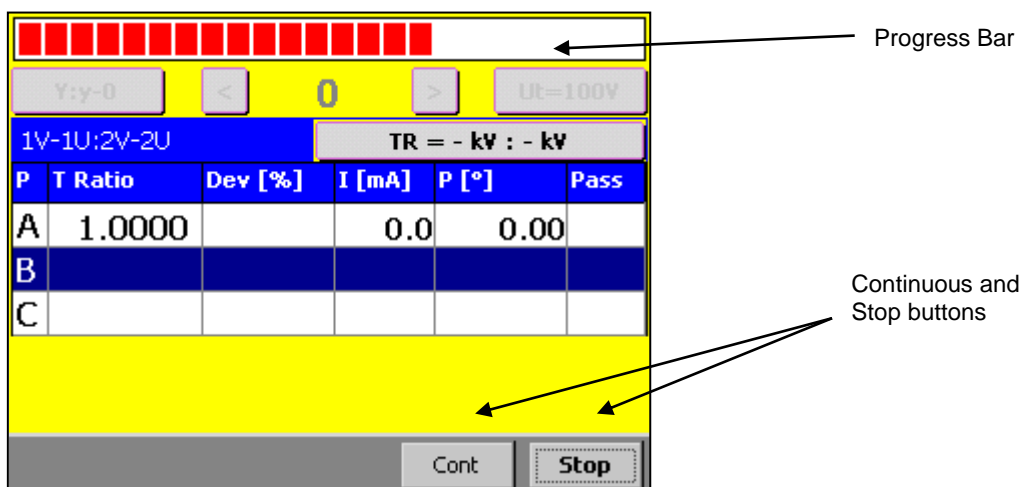 Progress Bar
Y:y-0 < 0 > Ut=100V
1V-1U:2V-2U TR = - kV : - kV
P T Ratio Dev [%] I [mA] P [°] Pass
A 1.0000 0.0 0.00
B
C
Continuous and
Stop buttons
Cont Stop